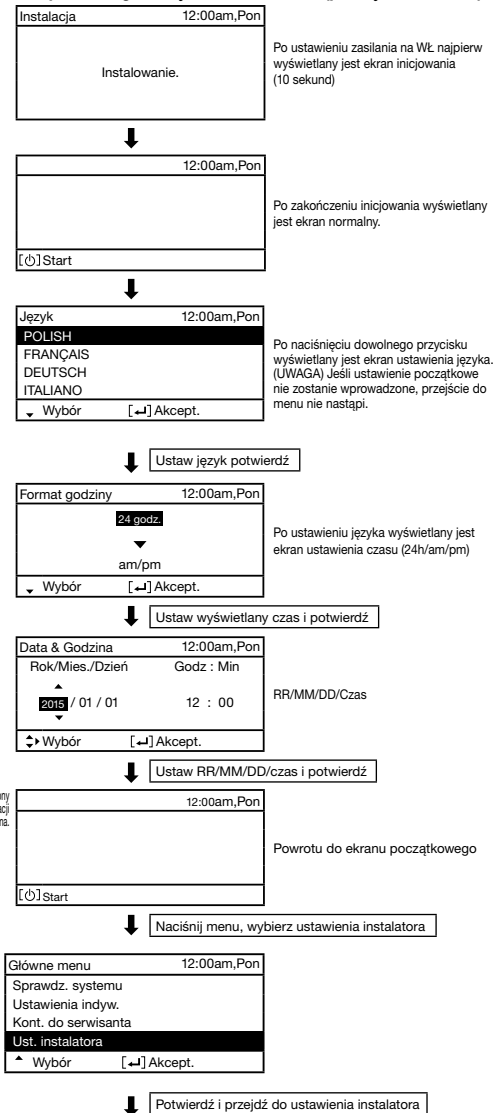 Instalacja 12:00am,Pon
Instalowanie.
Po ustawieniu zasilania na WŁ najpierw
wyświetlany jest ekran inicjowania
(10 sekund)
12:00am,Pon
[⏻]Start
Po zakończeniu inicjowania wyświetlany
jest ekran normalny.
Język 12:00am,Pon
POLISH
FRANÇAIS
DEUTSCH
ITALIANO
Wybór [↵] Akcept.
Po naciśnięciu dowolnego przycisku
wyświetlany jest ekran ustawienia języka.
(UWAGA) Jeśli ustawienie początkowe
nie zostanie wprowadzone, przejście do
menu nie nastąpi.
Ustaw język potwierdź
Format godziny 12:00am,Pon
24 godz.
am/pm
Wybór [↵] Akcept.
Po ustawieniu języka wyświetlany jest
ekran ustawienia czasu (24h/am/pm)
Ustaw wyświetlany czas i potwierdź
Data & Godzina 12:00am,Pon
Rok/Mies./Dzień Godz : Min
2015 / 01 / 01 12 : 00
Wybór [↵] Akcept.
RR/MM/DD/Czas
Ustaw RR/MM/DD/czas i potwierdź
12:00am,Pon
[⏻]Start
Powrotu do ekranu początkowego
Naciśnij menu, wybierz ustawienia instalatora
Główne menu 12:00am,Pon
Sprawdz. systemu
Ustawienia indyw.
Kont. do serwisanta
Ust. instalatora
Wybór [↵] Akcept.
Potwierdź i przejdź do ustawienia instalatora